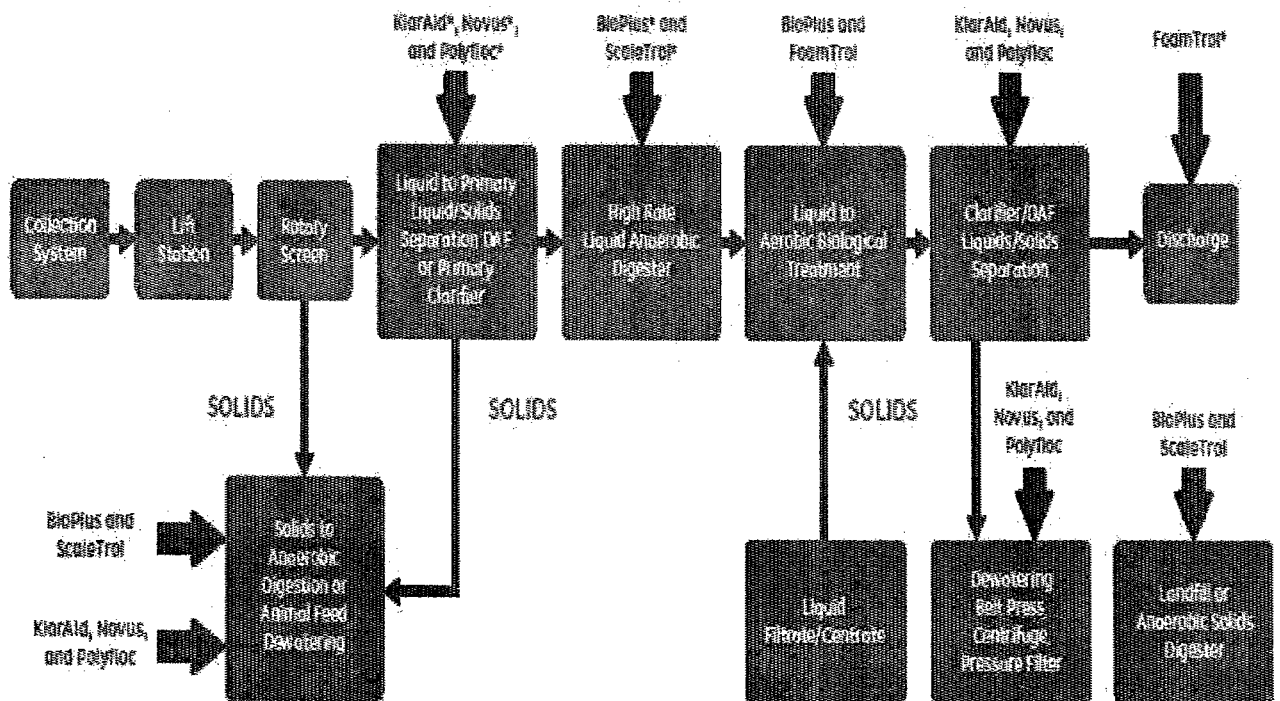 KlarAid*, Novus*,
and Polyfloc*
BioPlus* and
ScaleTrol*
BioPlus and
FoamTrol
KlarAid, Novus,
and Polyfloc
FoamTrol*
Collection
System
Lift
Station
Rotary
Screen
Liquid to Primary
Liquid/Solids
Separation DAF
or Primary
Clarifier
High Rate
Liquid Anaerobic
Digester
Liquid to
Aerobic Biological
Treatment
Clarifier/DAF
Liquids/Solids
Separation
Discharge
SOLIDS
SOLIDS
SOLIDS
KlarAid,
Novus, and
Polyfloc
BioPlus and
ScaleTrol
BioPlus and
ScaleTrol
KlarAid, Novus,
and Polyfloc
Solids to
Anaerobic
Digestion or
Animal Feed
Dewatering
Liquid
Filtrate/Centrate
Dewatering
Belt Press
Centrifuge
Pressure Filter
Landfill or
Anaerobic Solids
Digester